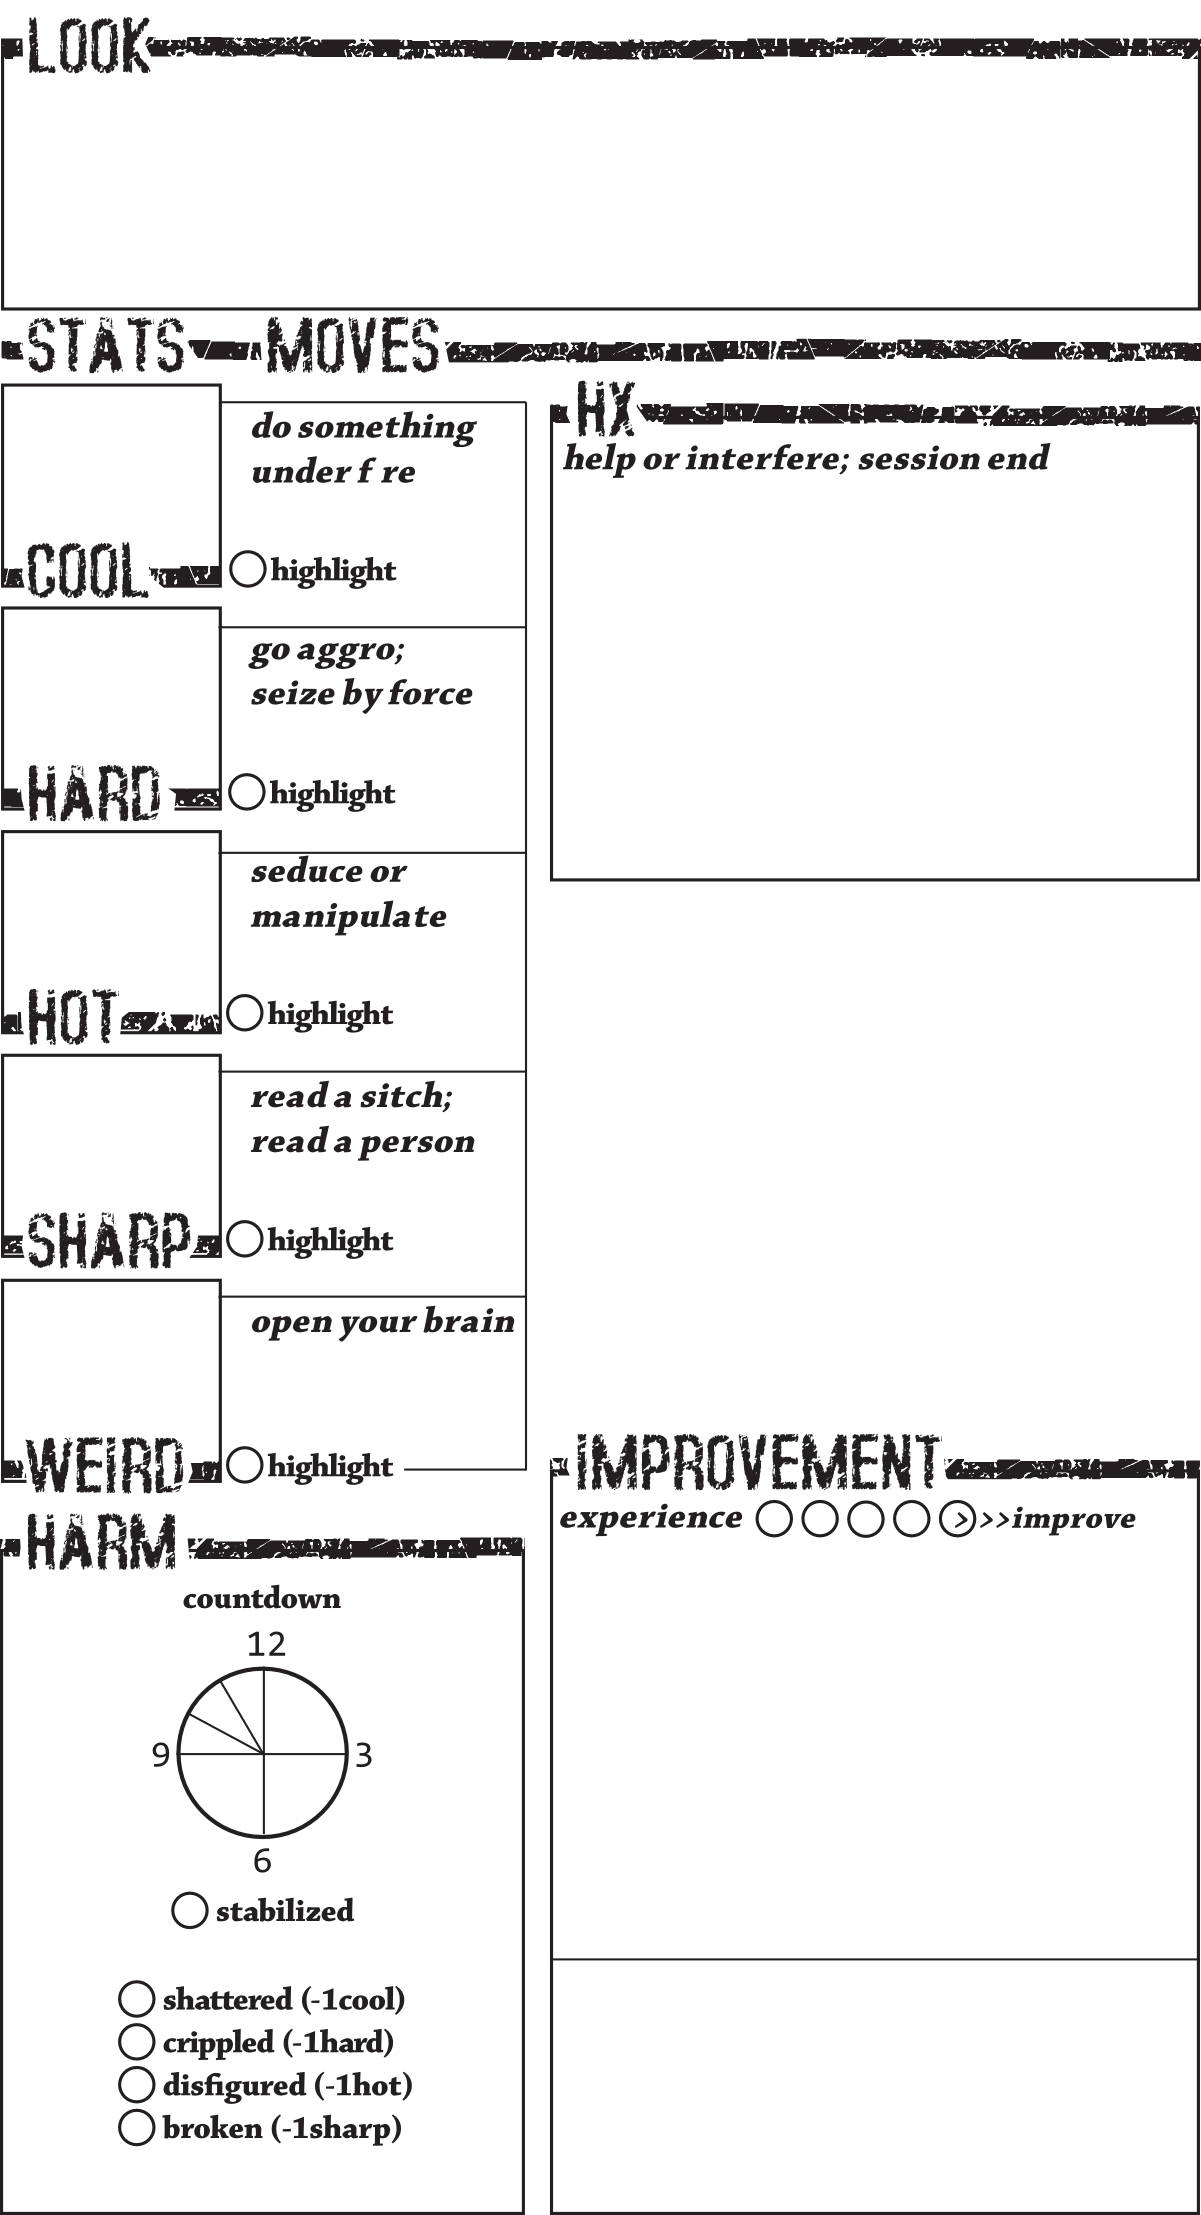 LOOK
STATS MOVES
do something
under f re
COOL
highlight
go aggro;
seize by force
HARD
highlight
seduce or
manipulate
HOT
highlight
read a sitch;
read a person
SHARP
highlight
open your brain
WEIRD
highlight
HX
help or interfere; session end
HARM
countdown
12
9 3
6
stabilized
shattered (-1cool)
crippled (-1hard)
disfigured (-1hot)
broken (-1sharp)
IMPROVEMENT
experience >>>improve